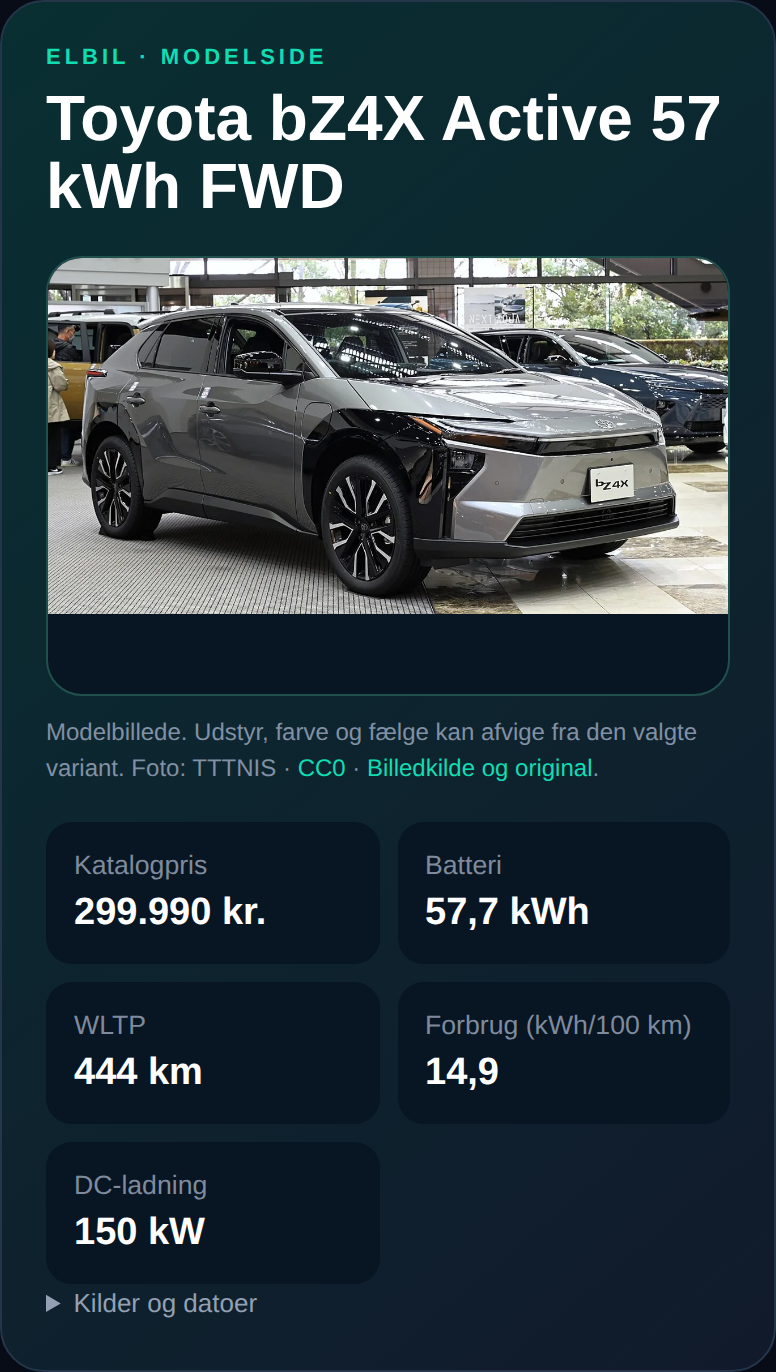 ELBIL · MODELSIDE
Toyota bZ4X Active 57
kWh FWD
bZ4X
Modelbillede. Udstyr, farve og fælge kan afvige fra den valgte
variant. Foto: TTTNIS · CC0 · Billedkilde og original.
Katalogpris
299.990 kr.
Batteri
57,7 kWh
WLTP
444 km
Forbrug (kWh/100 km)
14,9
DC-ladning
150 kW
▶ Kilder og datoer